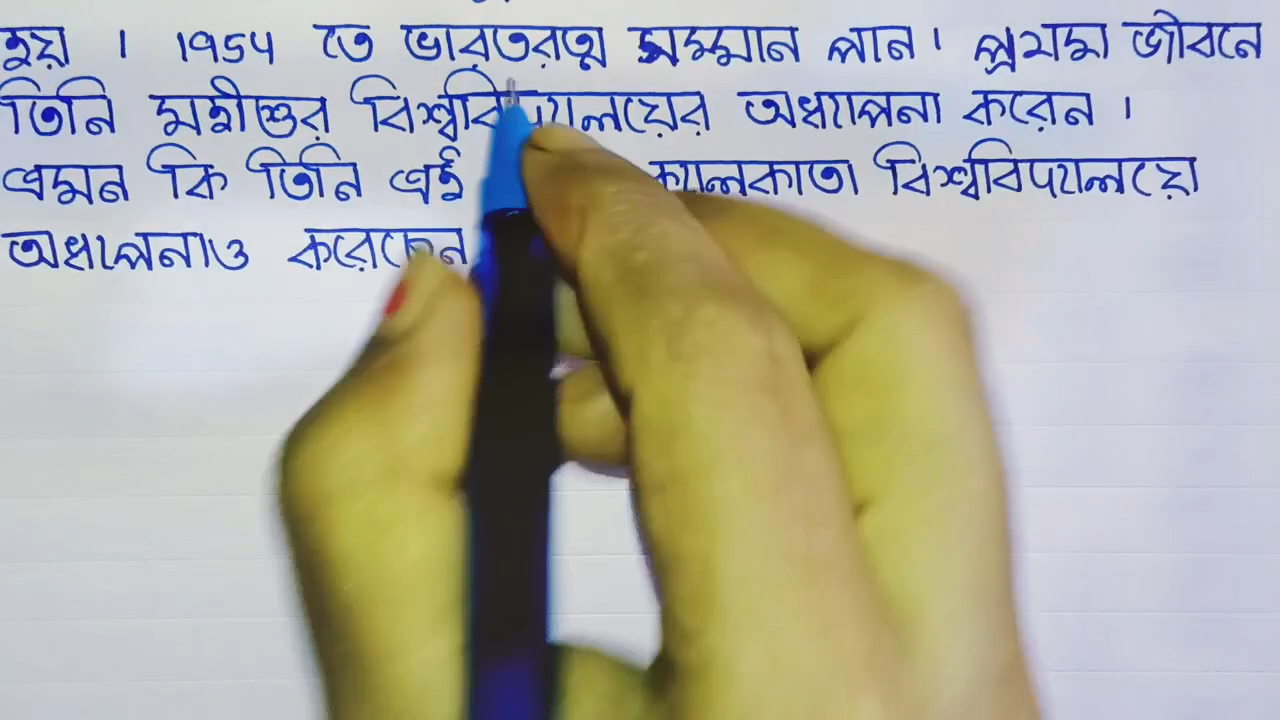 হয় । 1954 তে ভারতরত্ন সম্মান পান। প্রথম জীবনে
তিনি মহীশুর বিশ্ববিদ্যালয়ের অধ্যাপনা করেন ।
এমন কি তিনি এই কালকাতা বিশ্ববিদ্যালয়ে
অধ্যাপনাও করেছেন